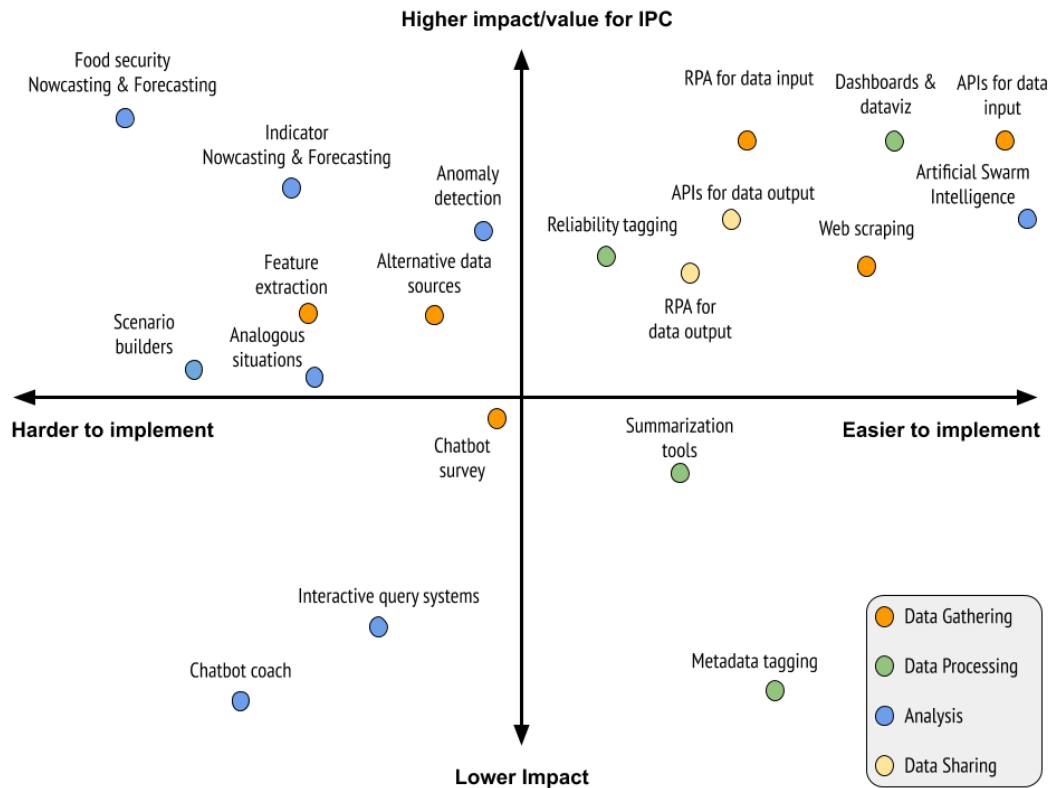 Higher impact/value for IPC
Food security
Nowcasting & Forecasting
RPA for data input
Dashboards &
dataviz
APIs for data
input
Indicator
Nowcasting & Forecasting
Anomaly
detection
Artificial Swarm
Intelligence
APIs for data output
Reliability tagging
Web scraping
Feature
extraction
Alternative data
sources
RPA for
data output
Scenario
builders
Analogous
situations
Harder to implement
Easier to implement
Chatbot
survey
Summarization
tools
Interactive query systems
Chatbot coach
Metadata tagging
Data Gathering
Data Processing
Analysis
Data Sharing
Lower Impact